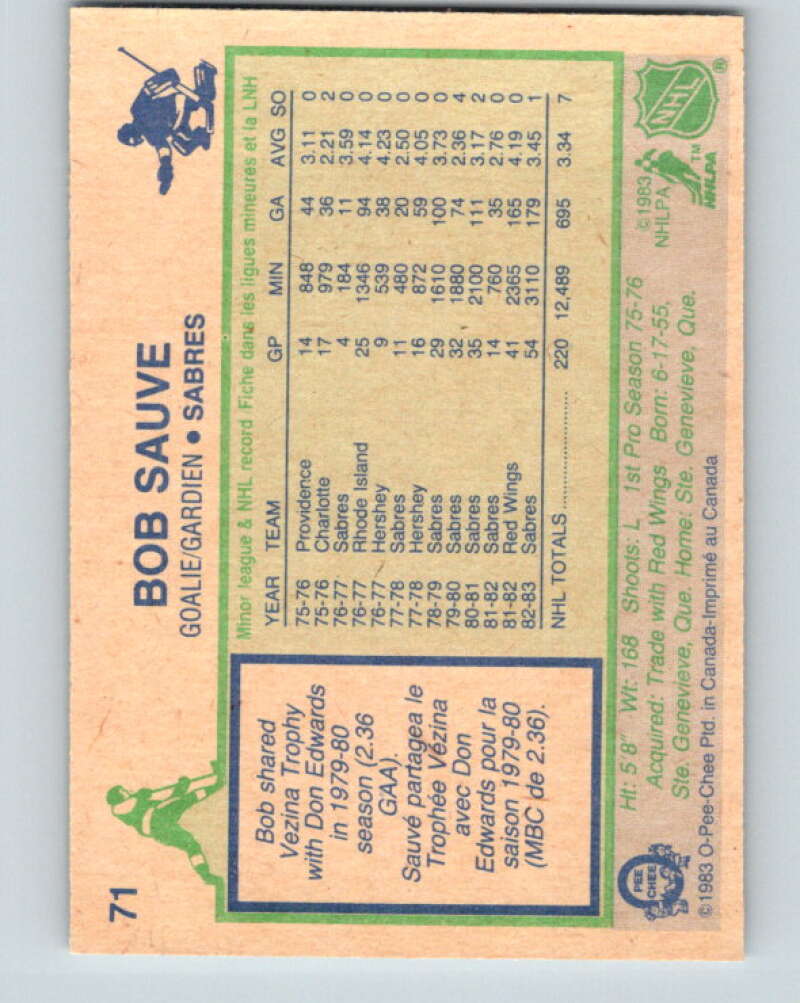 71
BOB SAUVE
GOALIE/GARDIEN • SABRES
Bob shared
Vezina Trophy
with Don Edwards
in 1979-80
season (2.36
GAA).
Sauvé partagea le
Trophée Vézina
avec Don
Edwards pour la
saison 1979-80
(MBC de 2.36).
Minor league & NHL record Fiche dans les ligues mineures et la LNH
YEAR TEAM GP MIN GA AVG SO
75-76 Providence 14 848 44 3.11 0
75-76 Charlotte 17 979 36 2.21 2
76-77 Sabres 4 184 11 3.59 0
76-77 Rhode Island 25 1346 94 4.14 0
76-77 Hershey 9 539 38 4.23 0
77-78 Sabres 11 480 20 2.50 0
77-78 Hershey 16 872 59 4.05 0
78-79 Sabres 29 1610 100 3.73 0
79-80 Sabres 32 1880 74 2.36 4
80-81 Sabres 35 2100 111 3.17 2
81-82 Sabres 14 760 35 2.76 0
81-82 Red Wings 41 2365 165 4.19 0
82-83 Sabres 54 3110 179 3.45 1
NHL TOTALS .................... 220 12,489 695 3.34 7
Ht: 5'8" Wt: 168 Shoots: L 1st Pro Season 75-76
Acquired: Trade with Red Wings Born: 6-17-55,
Ste. Genevieve, Que. Home: Ste. Genevieve, Que.
©1983 O-Pee-Chee Ptd. in Canada-Imprimé au Canada
PEE
CHEE
©1983
NHLPA
NHL
®
TM
NHLPA